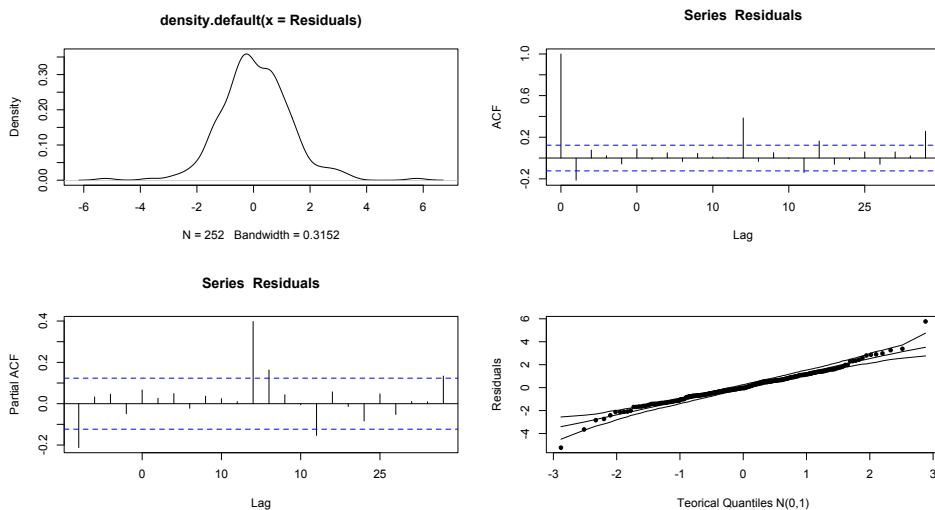 density.default(x = Residuals)
Density
0.00 0.10 0.20 0.30
-6 -4 -2 0 2 4 6
N = 252 Bandwidth = 0.3152
Series Residuals
ACF
-0.2 0.2 0.6 1.0
0 0 10 10 25
Lag
Series Residuals
Partial ACF
-0.2 0.0 0.2 0.4
0 10 10 25
Lag
Residuals
-4 -2 0 2 4 6
-3 -2 -1 0 1 2 3
Teorical Quantiles N(0,1)